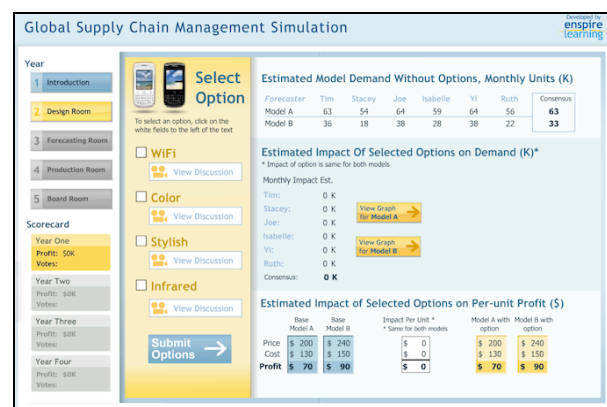 Global Supply Chain Management Simulation
Developed by
enspire
learning
Year
1 Introduction
2 Design Room
3 Forecasting Room
4 Production Room
5 Board Room
Scorecard
Year One
Profit: $0K
Votes:
Year Two
Profit: $0K
Votes:
Year Three
Profit: $0K
Votes:
Year Four
Profit: $0K
Votes:
Select
Option
To select an option, click on the
white fields to the left of the text
WiFi
View Discussion
Color
View Discussion
Stylish
View Discussion
Infrared
View Discussion
Submit
Options
Estimated Model Demand Without Options, Monthly Units (K)
Forecaster Tim Stacey Joe Isabelle Yi Ruth Consensus
Model A 63 54 64 59 64 56 63
Model B 36 18 38 28 38 22 33
Estimated Impact Of Selected Options on Demand (K)*
* Impact of option is same for both models
Monthly Impact Est.
Tim: 0 K
Stacey: 0 K
Joe: 0 K
Isabelle: 0 K
Yi: 0 K
Ruth: 0 K
Consensus: 0 K
View Graph
for Model A
View Graph
for Model B
Estimated Impact of Selected Options on Per-unit Profit ($)
Base Base Impact Per Unit * Model A with Model B with
Model A Model B * Same for both models option option
Price $ 200 $ 240 $ 0 $ 200 $ 240
Cost $ 130 $ 150 $ 0 $ 130 $ 150
Profit $ 70 $ 90 $ 0 $ 70 $ 90